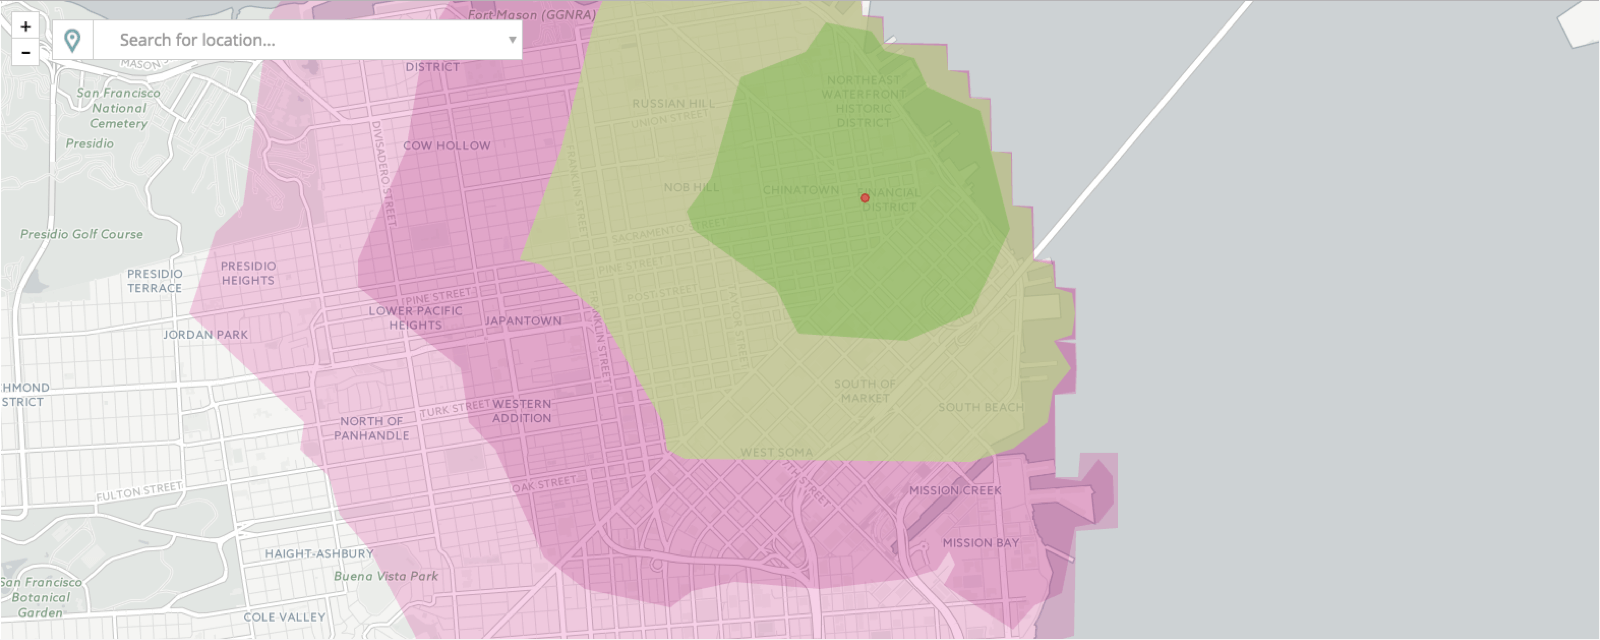 +
-
Search for location...
Fort-Mason (GGNRA)
DISTRICT
MASON S
San Francisco
National
Cemetery
Presidio
Presidio Golf Course
PRESIDIO
TERRACE
PRESIDIO
HEIGHTS
JORDAN PARK
DIVISADERO STREET
COW HOLLOW
RUSSIAN HILL
UNION STREET
NORTHEAST
WATERFRONT
HISTORIC
DISTRICT
NOB HILL
CHINATOWN
FINANCIAL
DISTRICT
SACRAMENTO STREET
PINE STREET
POST STREET
PINE STREET
LOWER PACIFIC
HEIGHTS
JAPANTOWN
HMOND
STRICT
TURK STREET
WESTERN
ADDITION
NORTH OF
PANHANDLE
SOUTH OF
MARKET
SOUTH BEACH
WEST SOMA
7TH STREET
OAK STREET
FULTON STREET
MISSION CREEK
MISSION BAY
HAIGHT-ASHBURY
Buena Vista Park
San Francisco
Botanical
Garden
COLE VALLEY